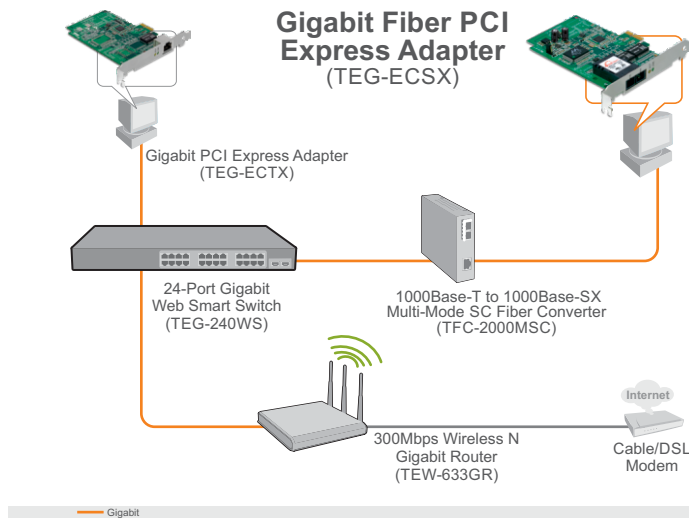 Gigabit Fiber PCI
Express Adapter
(TEG-ECSX)
Gigabit PCI Express Adapter
(TEG-ECTX)
24-Port Gigabit
Web Smart Switch
(TEG-240WS)
1000Base-T to 1000Base-SX
Multi-Mode SC Fiber Converter
(TFC-2000MSC)
300Mbps Wireless N
Gigabit Router
(TEW-633GR)
Internet
Cable/DSL
Modem
Gigabit